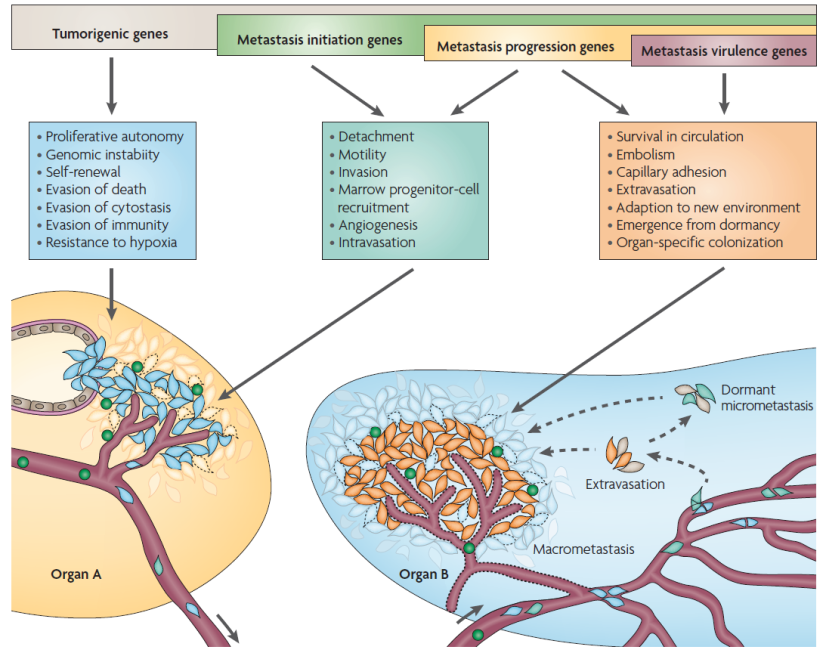 Tumorigenic genes
Metastasis initiation genes
Metastasis progression genes
Metastasis virulence genes
• Proliferative autonomy
• Genomic instabiity
• Self-renewal
• Evasion of death
• Evasion of cytostasis
• Evasion of immunity
• Resistance to hypoxia
• Detachment
• Motility
• Invasion
• Marrow progenitor-cell
recruitment
• Angiogenesis
• Intravasation
• Survival in circulation
• Embolism
• Capillary adhesion
• Extravasation
• Adaption to new environment
• Emergence from dormancy
• Organ-specific colonization
Dormant
micrometastasis
Extravasation
Macrometastasis
Organ A
Organ B